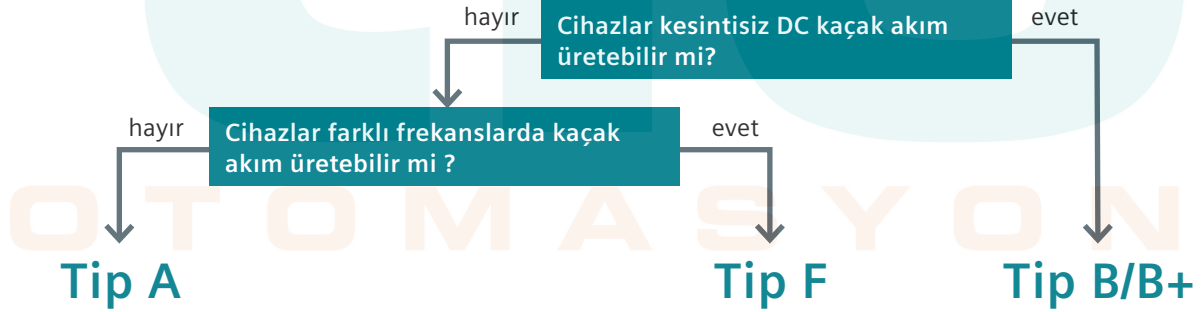 hayır
Cihazlar kesintisiz DC kaçak akım
üretebilir mi?
evet
hayır
Cihazlar farklı frekanslarda kaçak
akım üretebilir mi ?
evet
OTOMASYON
Tip A
Tip F
Tip B/B+